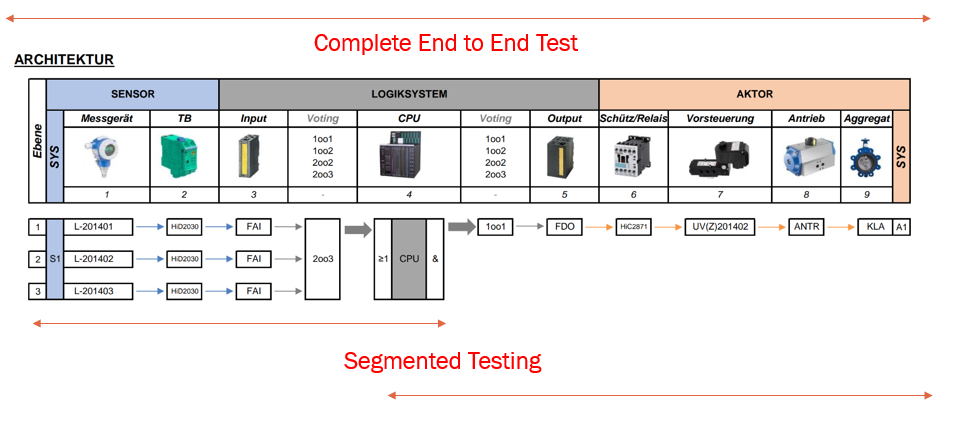 Complete End to End Test
ARCHITEKTUR
Ebene SYS SENSOR LOGIKSYSTEM AKTOR SYS
Messgerät TB Input Voting CPU Voting Output Schütz/Relais Vorsteuerung Antrieb Aggregat
1oo1 1oo1
1oo2 1oo2
2oo2 2oo2
2oo3 2oo3
1 2 3 - 4 - 5 6 7 8 9
1 L-201401 HiD2030 FAI 1oo1 FDO HiC2871 UV(Z)201402 ANTR KLA A1
2 S1 L-201402 HiD2030 FAI 2oo3 ≥1 CPU &
3 L-201403 HiD2030 FAI
Segmented Testing